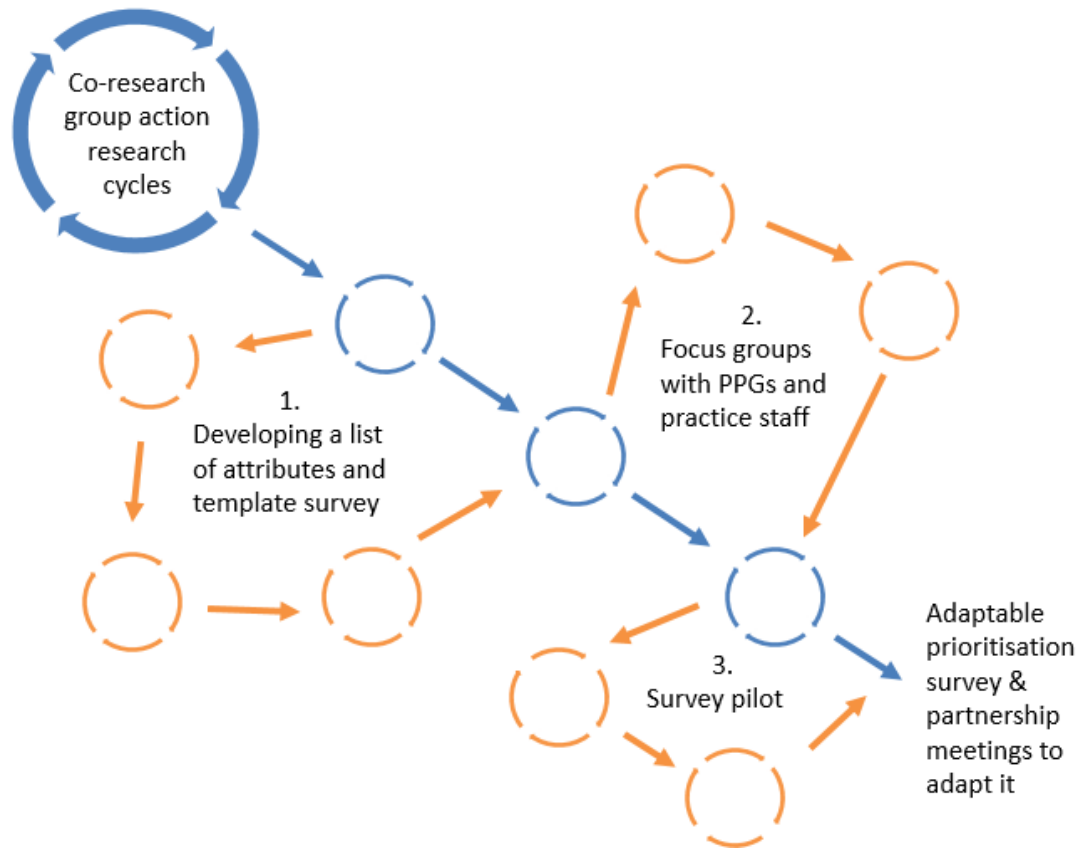 Co-research
group action
research
cycles
1.
Developing a list
of attributes and
template survey
2.
Focus groups
with PPGs and
practice staff
3.
Survey pilot
Adaptable
prioritisation
survey &
partnership
meetings to
adapt it